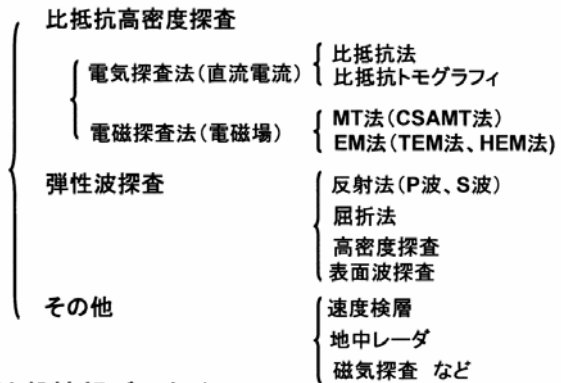 比抵抗高密度探査
電気探査法(直流電流)
比抵抗法
比抵抗トモグラフィ
電磁探査法(電磁場)
MT法(CSAMT法)
EM法(TEM法、HEM法)
弾性波探査
反射法(P波、S波)
屈折法
高密度探査
表面波探査
その他
速度検層
地中レーダ
磁気探査 など